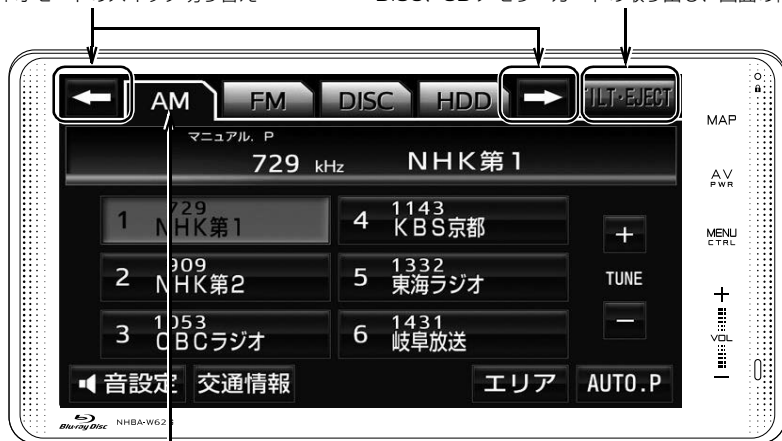 AM FM DISC HDD TILT·EJECT
マニュアル. P
729 kHz NHK第1
1 729 NHK第1
4 1143 KBS京都
2 909 NHK第2
5 1332 東海ラジオ
3 1053 CBCラジオ
6 1431 岐阜放送
+
TUNE
−
音設定 交通情報 エリア AUTO.P
MAP
AV
PWR
MENU
CTRL
+
VOL
−
Blu-ray Disc NHBA-W62